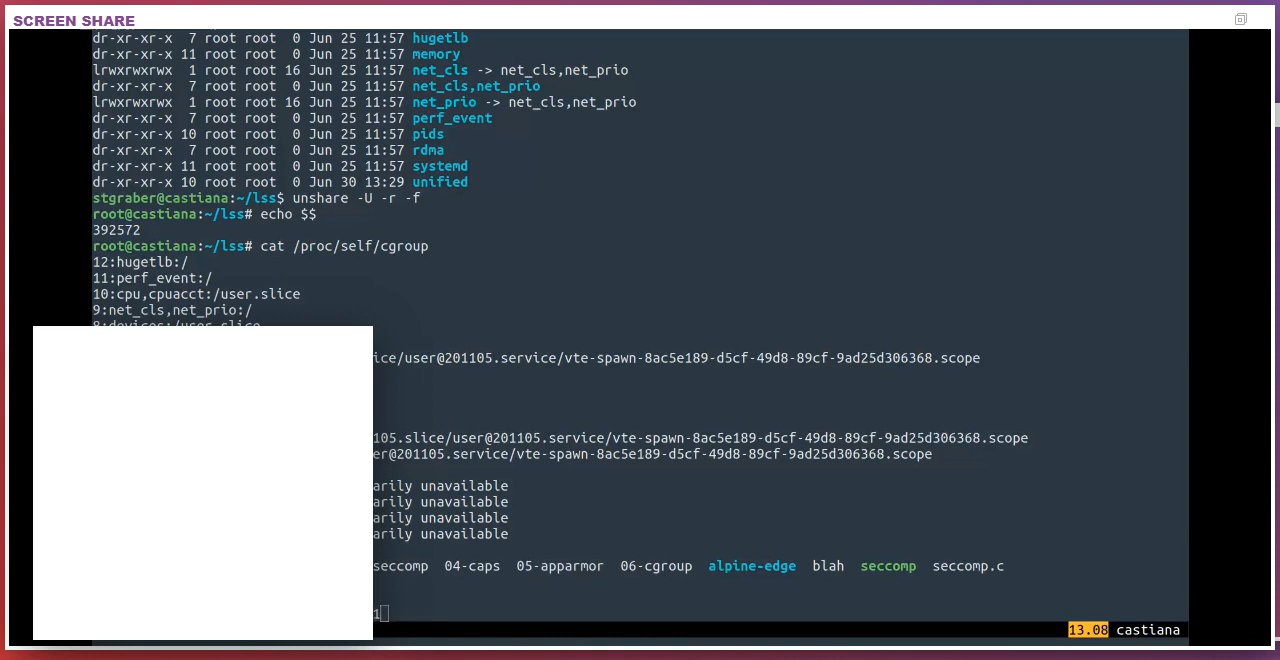 SCREEN SHARE
dr-xr-xr-x  7 root root  0 Jun 25 11:57 hugetlb
dr-xr-xr-x 11 root root  0 Jun 25 11:57 memory
lrwxrwxrwx  1 root root 16 Jun 25 11:57 net_cls -> net_cls,net_prio
dr-xr-xr-x  7 root root  0 Jun 25 11:57 net_cls,net_prio
lrwxrwxrwx  1 root root 16 Jun 25 11:57 net_prio -> net_cls,net_prio
dr-xr-xr-x  7 root root  0 Jun 25 11:57 perf_event
dr-xr-xr-x 10 root root  0 Jun 25 11:57 pids
dr-xr-xr-x  7 root root  0 Jun 25 11:57 rdma
dr-xr-xr-x 11 root root  0 Jun 25 11:57 systemd
dr-xr-xr-x 10 root root  0 Jun 30 13:29 unified
stgraber@castiana:~/lss$ unshare -U -r -f
root@castiana:~/lss# echo $$
392572
root@castiana:~/lss# cat /proc/self/cgroup
12:hugetlb:/
11:perf_event:/
10:cpu,cpuacct:/user.slice
9:net_cls,net_prio:/
8:devices:/user.slice
ice/user@201105.service/vte-spawn-8ac5e189-d5cf-49d8-89cf-9ad25d306368.scope
105.slice/user@201105.service/vte-spawn-8ac5e189-d5cf-49d8-89cf-9ad25d306368.scope
er@201105.service/vte-spawn-8ac5e189-d5cf-49d8-89cf-9ad25d306368.scope
arily unavailable
arily unavailable
arily unavailable
arily unavailable
seccomp  04-caps  05-apparmor  06-cgroup  alpine-edge  blah  seccomp  seccomp.c
1
13.08 castiana